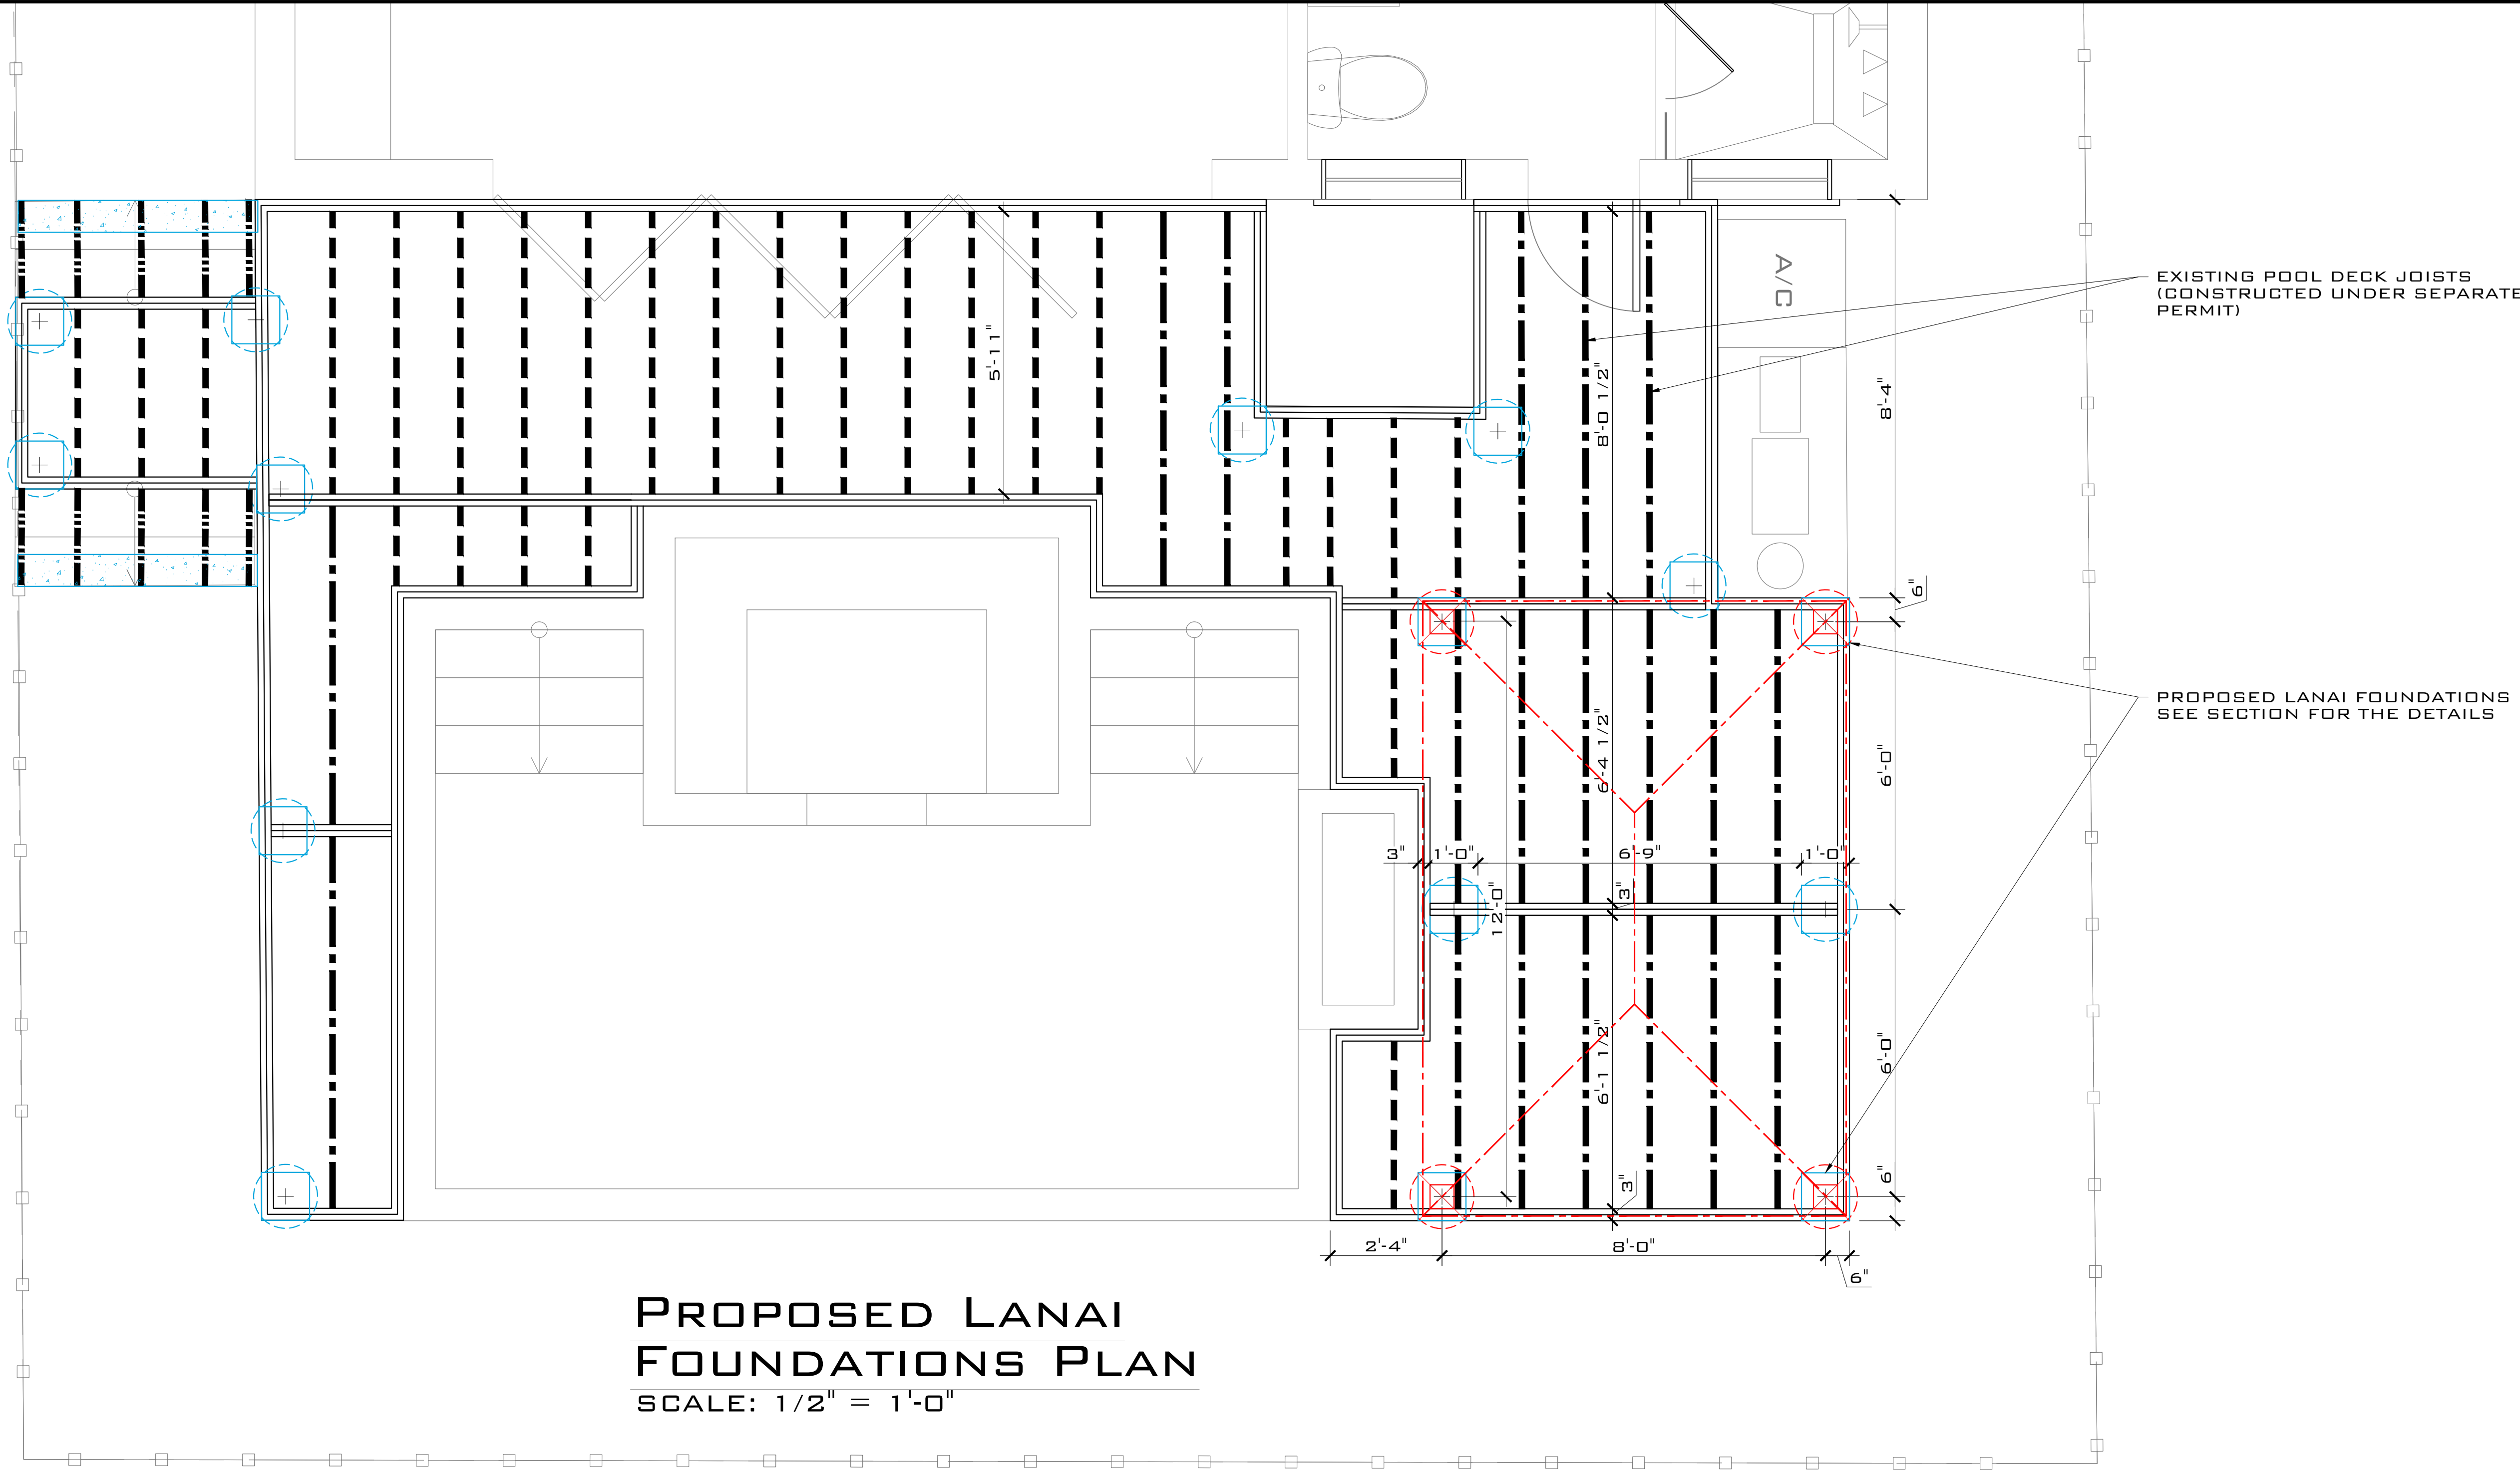 A/C
EXISTING POOL DECK JOISTS
(CONSTRUCTED UNDER SEPARATE
PERMIT)
5'-11"
8'-0 1/2"
8'-4"
6"
PROPOSED LANAI FOUNDATIONS
SEE SECTION FOR THE DETAILS
6'-4 1/2"
6'-0"
3"
1'-0"
6'-9"
1'-0"
12'-0"
3"
6'-1 1/2"
6'-0"
3"
6"
2'-4"
8'-0"
6"
PROPOSED LANAI
FOUNDATIONS PLAN
SCALE: 1/2" = 1'-0"